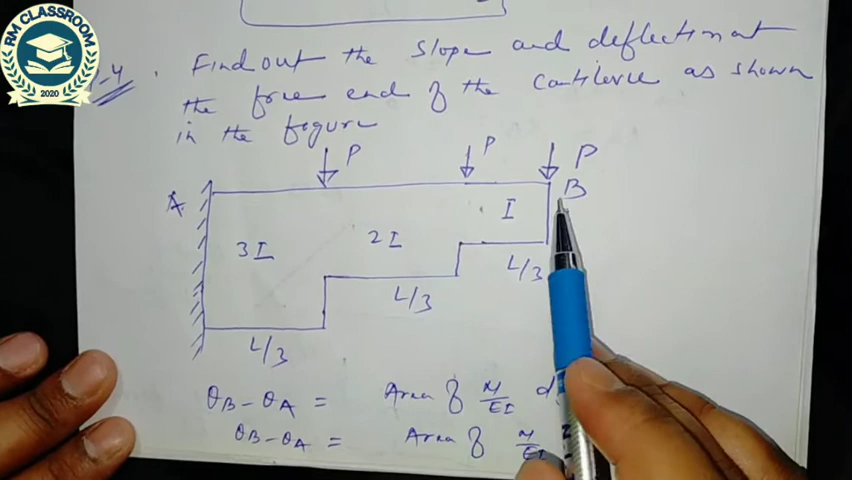 RM CLASSROOM
2020
-4. Find out the slope and deflection at
the free end of the cantilever as shown
in the figure
P P P
A B
3I 2I I
L/3 L/3 L/3
θB - θA = Area of M/EI d
θB - θA = Area of M/EI